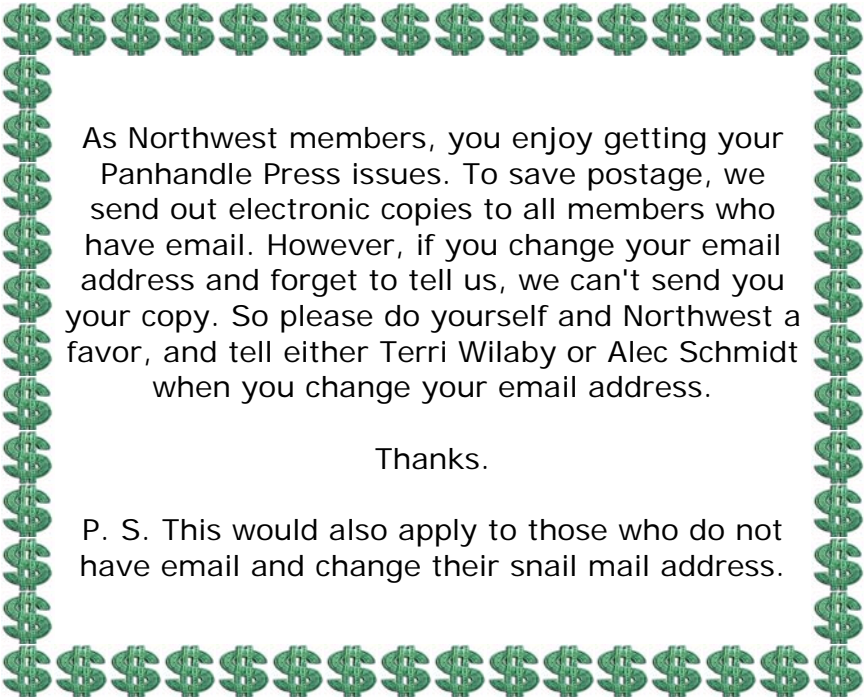 As Northwest members, you enjoy getting your
Panhandle Press issues. To save postage, we
send out electronic copies to all members who
have email. However, if you change your email
address and forget to tell us, we can't send you
your copy. So please do yourself and Northwest a
favor, and tell either Terri Wilaby or Alec Schmidt
when you change your email address.
Thanks.
P. S. This would also apply to those who do not
have email and change their snail mail address.